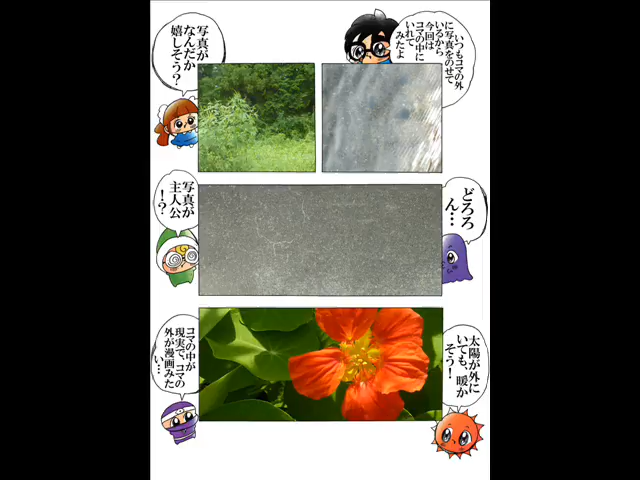 いつもコマの外
に写真をのせて
いるから
今回は
コマの中に
いれて
みたよ
写真が
なんだか
嬉しそう？
どろろ
ん…
写真が
主人公
！？
太陽が外に
いても、暖か
そう！
コマの中が
現実で、コマの
外が漫画みた
い…